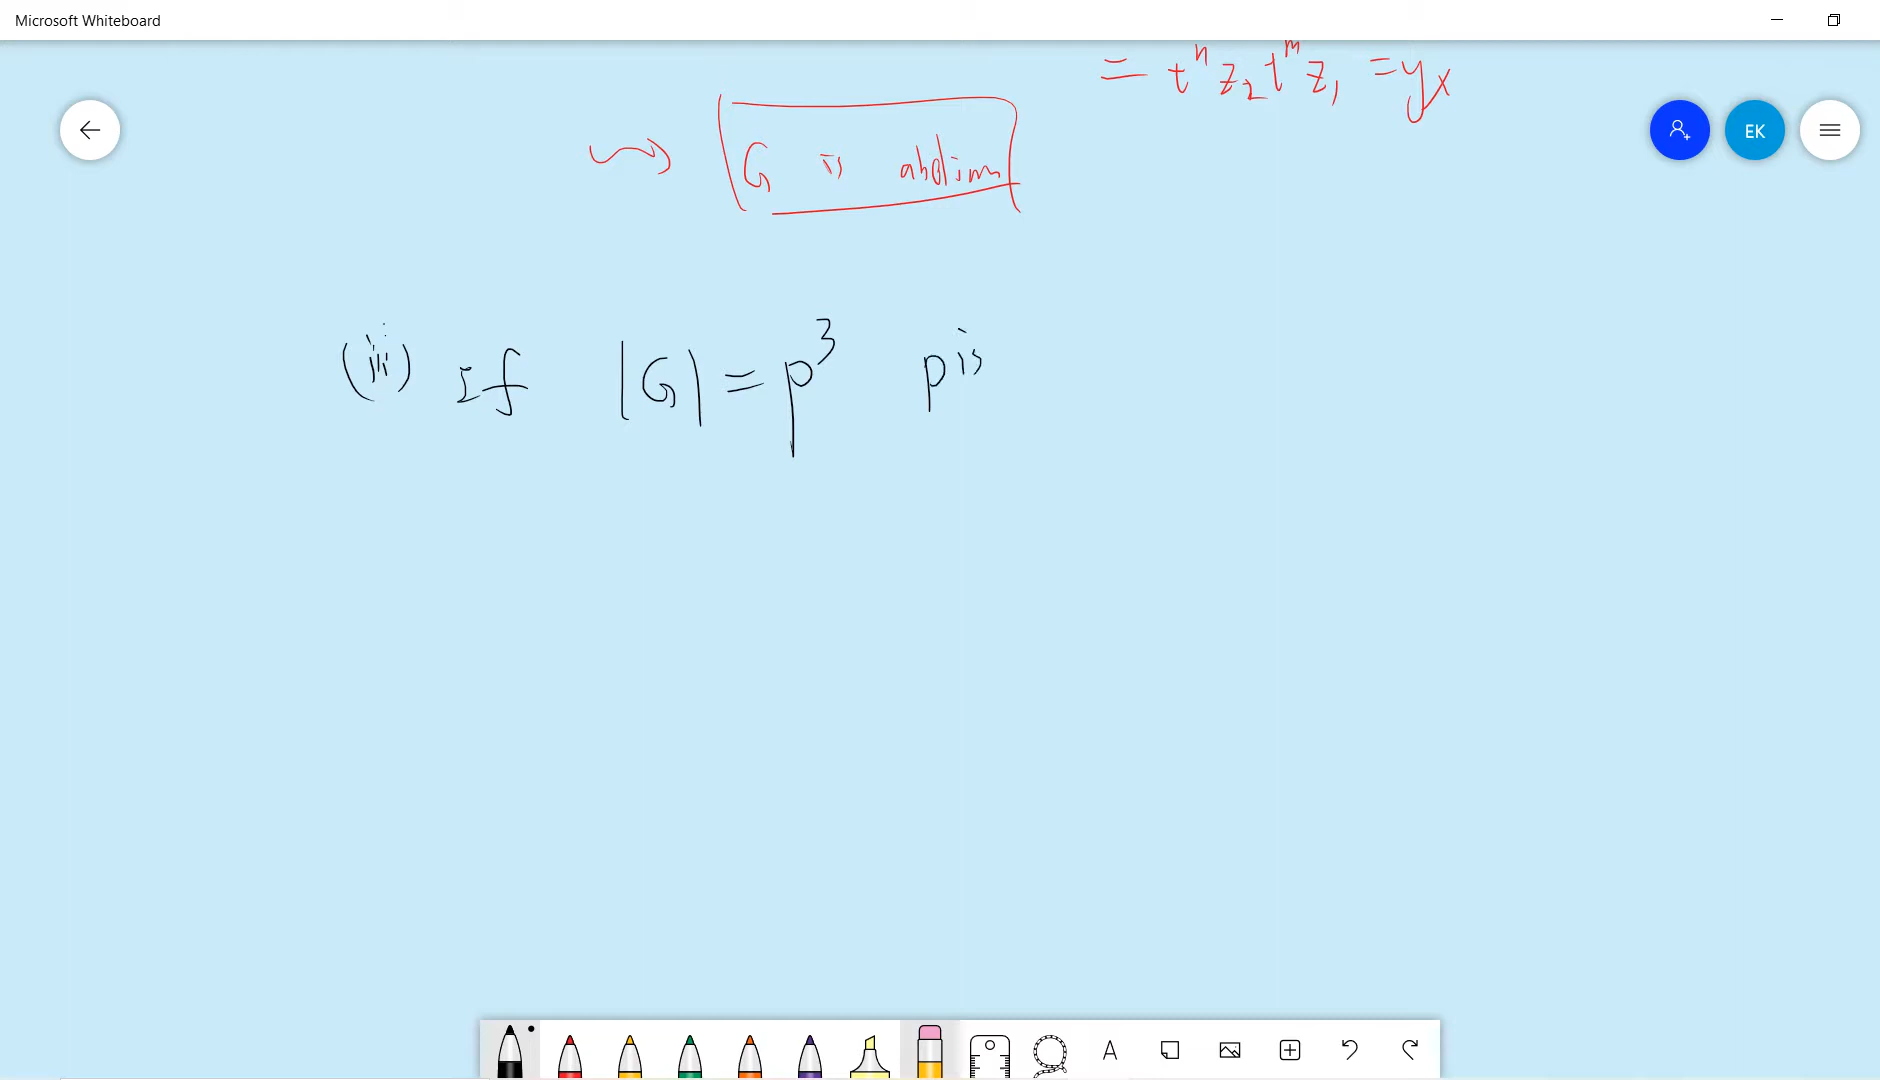 Microsoft Whiteboard
= t^n z_2 t^m z_1 = yx
EK
⇝ G is abelian
(iii) If |G| = p^3 p is
A